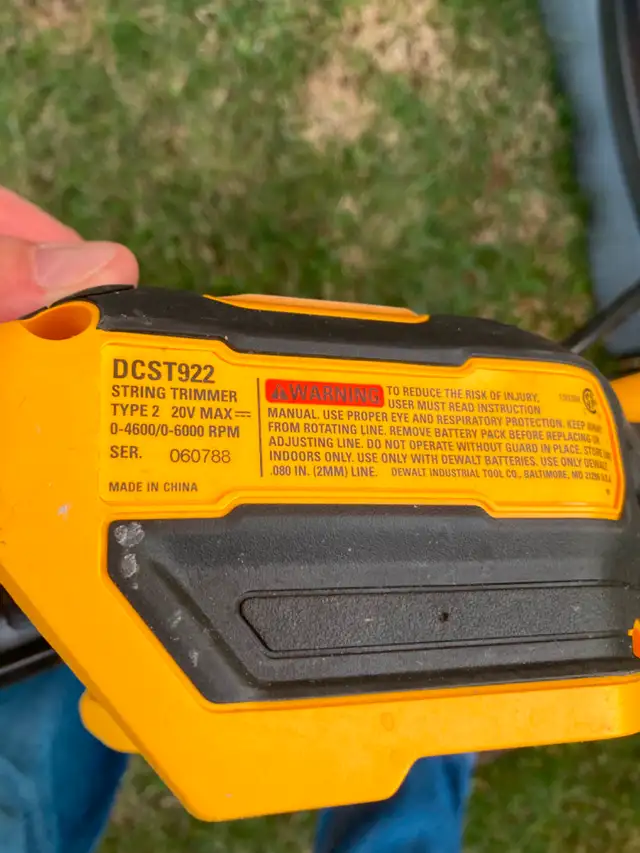 DCST922
STRING TRIMMER
TYPE 2 20V MAX⎓
0-4600/0-6000 RPM
SER. 060788
MADE IN CHINA
⚠WARNING TO REDUCE THE RISK OF INJURY,
USER MUST READ INSTRUCTION
MANUAL. USE PROPER EYE AND RESPIRATORY PROTECTION. KEEP AWAY
FROM ROTATING LINE. REMOVE BATTERY PACK BEFORE REPLACING OR
ADJUSTING LINE. DO NOT OPERATE WITHOUT GUARD IN PLACE. STORE
INDOORS ONLY. USE ONLY WITH DEWALT BATTERIES. USE ONLY DEWALT
.080 IN. (2MM) LINE. DEWALT INDUSTRIAL TOOL CO., BALTIMORE, MD 21286 U.S.A